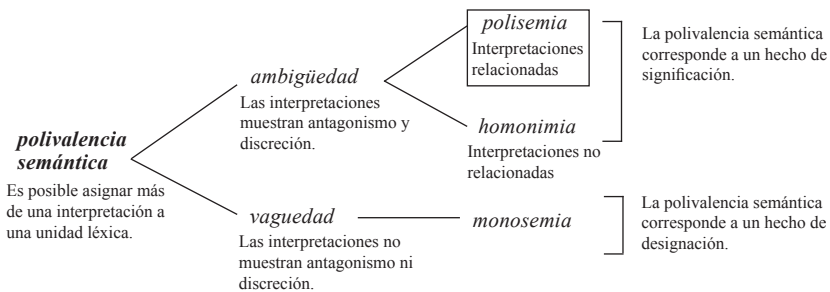 polivalencia
semántica
Es posible asignar más
de una interpretación a
una unidad léxica.
ambigüedad
Las interpretaciones
muestran antagonismo y
discreción.
vaguedad
Las interpretaciones no
muestran antagonismo ni
discreción.
polisemia
Interpretaciones
relacionadas
homonimia
Interpretaciones no
relacionadas
monosemia
La polivalencia semántica
corresponde a un hecho de
significación.
La polivalencia semántica
corresponde a un hecho de
designación.